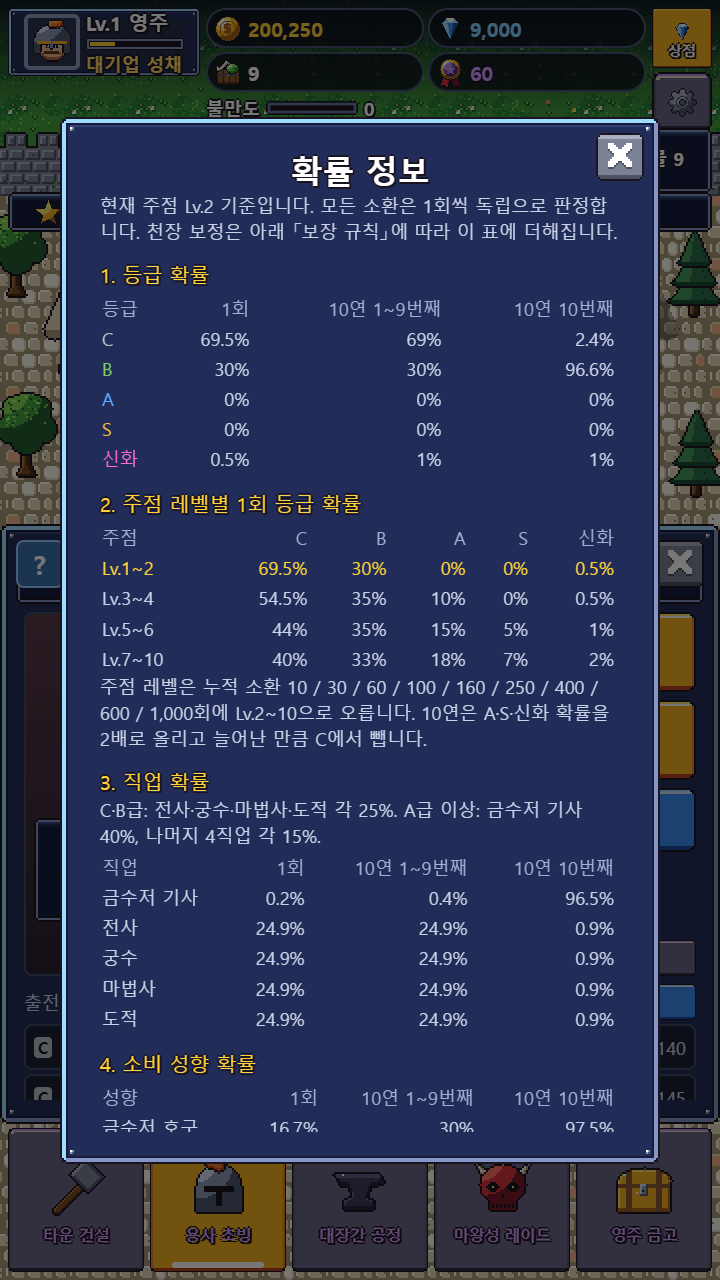 Lv.1 영주
대기업 성채
200,250
9,000
상점
9
60
불만도 0
률 9
확률 정보
현재 주점 Lv.2 기준입니다. 모든 소환은 1회씩 독립으로 판정합
니다. 천장 보정은 아래 「보장 규칙」에 따라 이 표에 더해집니다.
1. 등급 확률
등급 1회 10연 1~9번째 10연 10번째
C 69.5% 69% 2.4%
B 30% 30% 96.6%
A 0% 0% 0%
S 0% 0% 0%
신화 0.5% 1% 1%
2. 주점 레벨별 1회 등급 확률
주점 C B A S 신화
Lv.1~2 69.5% 30% 0% 0% 0.5%
Lv.3~4 54.5% 35% 10% 0% 0.5%
Lv.5~6 44% 35% 15% 5% 1%
Lv.7~10 40% 33% 18% 7% 2%
주점 레벨은 누적 소환 10 / 30 / 60 / 100 / 160 / 250 / 400 /
600 / 1,000회에 Lv.2~10으로 오릅니다. 10연은 A·S·신화 확률을
2배로 올리고 늘어난 만큼 C에서 뺍니다.
3. 직업 확률
C·B급: 전사·궁수·마법사·도적 각 25%. A급 이상: 금수저 기사
40%, 나머지 4직업 각 15%.
직업 1회 10연 1~9번째 10연 10번째
금수저 기사 0.2% 0.4% 96.5%
전사 24.9% 24.9% 0.9%
궁수 24.9% 24.9% 0.9%
마법사 24.9% 24.9% 0.9%
도적 24.9% 24.9% 0.9%
4. 소비 성향 확률
성향 1회 10연 1~9번째 10연 10번째
금수저 호구 16.7% 30% 97.5%
?
출전
C 140
C 145
타운 건설
용사 초빙
대장간 공정
마왕성 레이드
영주 금고